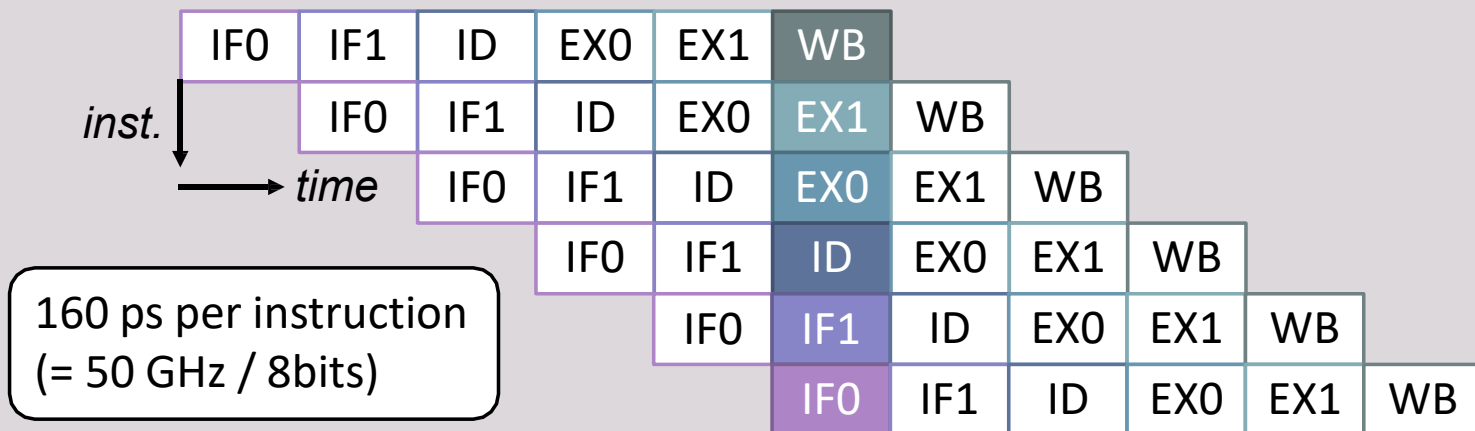 IF0 IF1 ID EX0 EX1 WB
inst. IF0 IF1 ID EX0 EX1 WB
time IF0 IF1 ID EX0 EX1 WB
IF0 IF1 ID EX0 EX1 WB
160 ps per instruction
(= 50 GHz / 8bits)
IF0 IF1 ID EX0 EX1 WB
IF0 IF1 ID EX0 EX1 WB